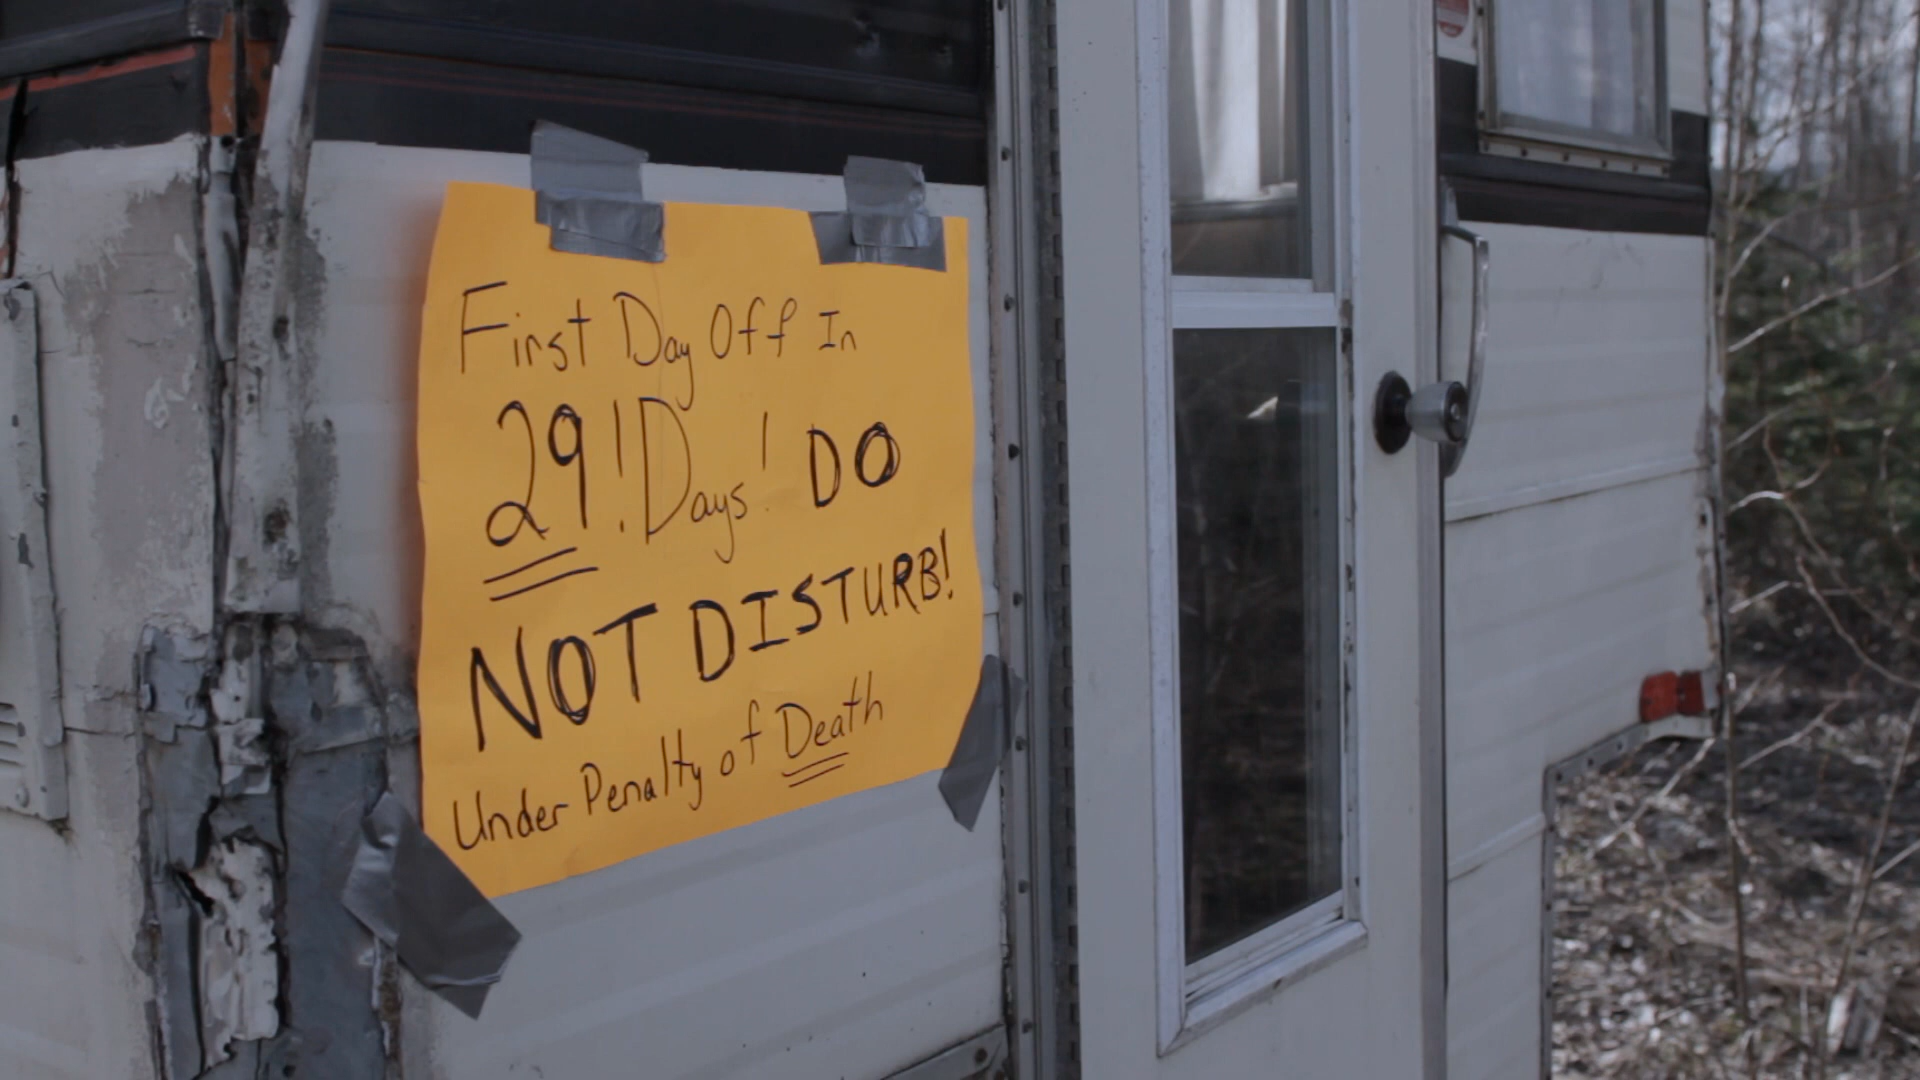 First Day Off In
29! Days! DO
NOT DISTURB!
Under Penalty of Death